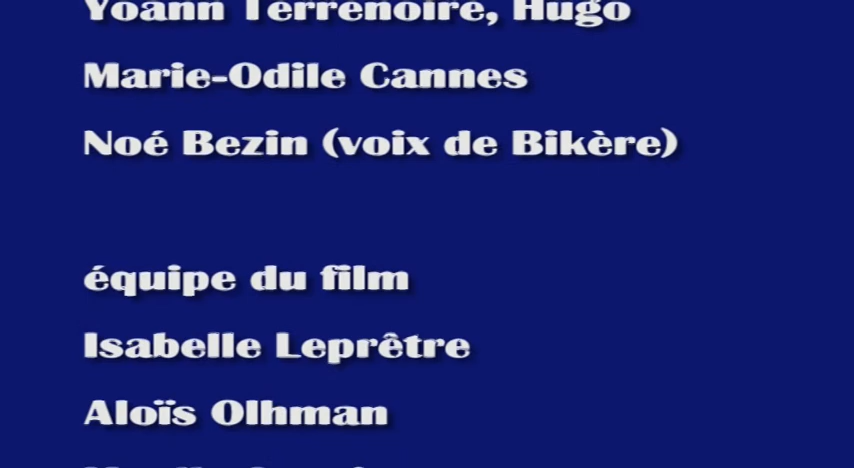 Yoann Terrenoire, Hugo
Marie-Odile Cannes
Noé Bezin (voix de Bikère)
équipe du film
Isabelle Leprêtre
Aloïs Olhman